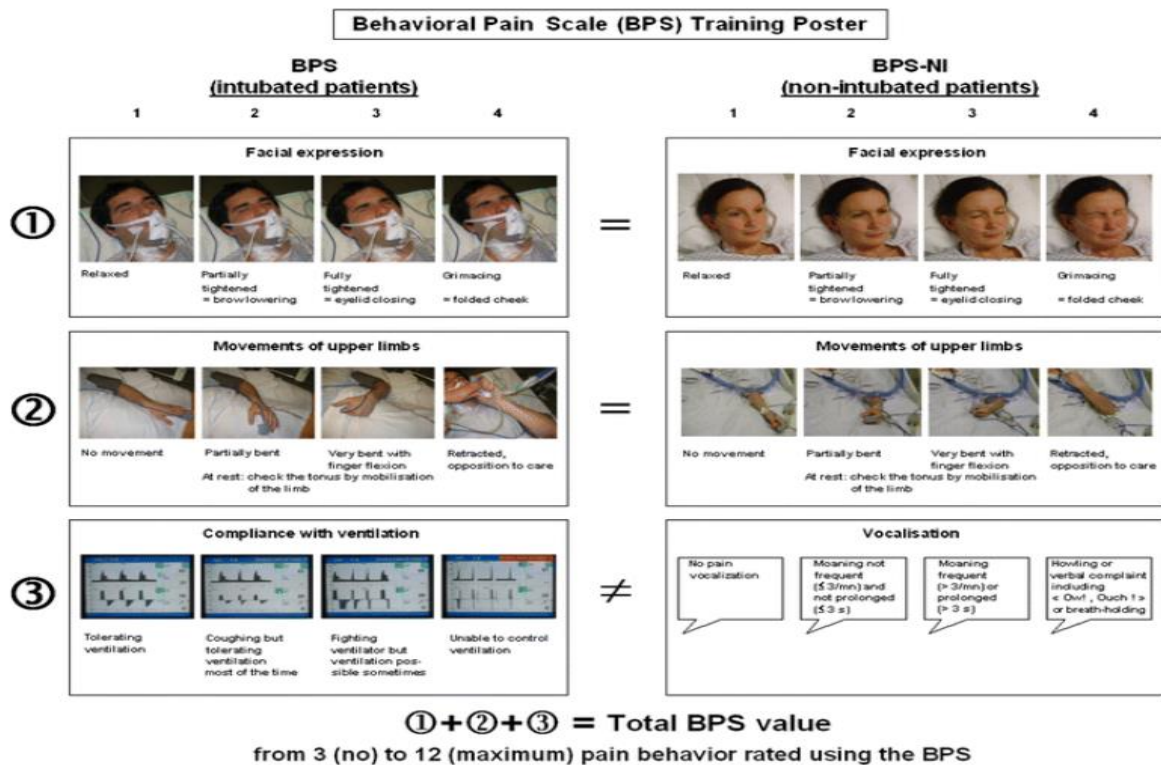 Behavioral Pain Scale (BPS) Training Poster
BPS
(intubated patients)
1 2 3 4
Facial expression
①
Relaxed
Partially
tightened
= brow lowering
Fully
tightened
= eyelid closing
Grimacing
= folded cheek
=
BPS-NI
(non-intubated patients)
1 2 3 4
Facial expression
Relaxed
Partially
tightened
= brow lowering
Fully
tightened
= eyelid closing
Grimacing
= folded cheek
Movements of upper limbs
②
No movement
Partially bent
Very bent with
finger flexion
Retracted,
opposition to care
At rest: check the tonus by mobilisation
of the limb
=
Movements of upper limbs
No movement
Partially bent
Very bent with
finger flexion
Retracted,
opposition to care
At rest: check the tonus by mobilisation
of the limb
Compliance with ventilation
③
Tolerating
ventilation
Coughing but
tolerating
ventilation
most of the time
Fighting
ventilator but
ventilation pos-
sible sometimes
Unable to control
ventilation
≠
Vocalisation
No pain
vocalization
Moaning not
frequent
(≤ 3/mn) and
not prolonged
(≤ 3 s)
Moaning
frequent
(> 3/mn) or
prolonged
(> 3 s)
Howling or
verbal complaint
including
« Ow! , Ouch ! »
or breath-holding
①+②+③ = Total BPS value
from 3 (no) to 12 (maximum) pain behavior rated using the BPS